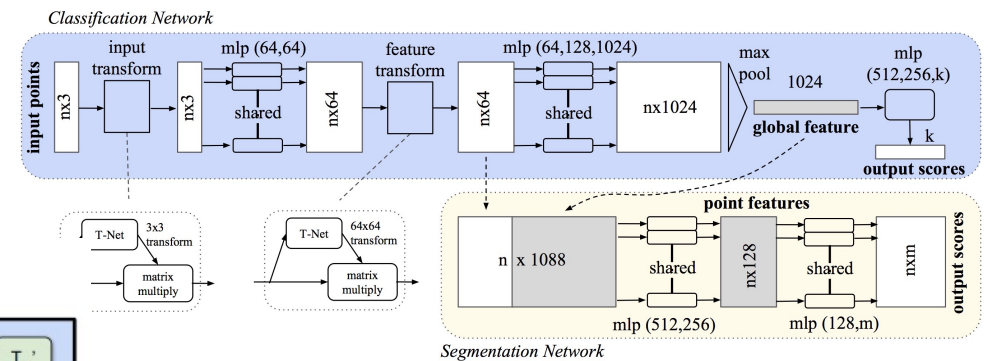 Classification Network
input points
nx3
input
transform
nx3
mlp (64,64)
shared
nx64
feature
transform
nx64
mlp (64,128,1024)
shared
nx1024
max
pool
1024
global feature
mlp
(512,256,k)
k
output scores
T-Net
3x3
transform
matrix
multiply
T-Net
64x64
transform
matrix
multiply
point features
n x 1088
shared
mlp (512,256)
nx128
shared
mlp (128,m)
nxm
output scores
Segmentation Network
T '